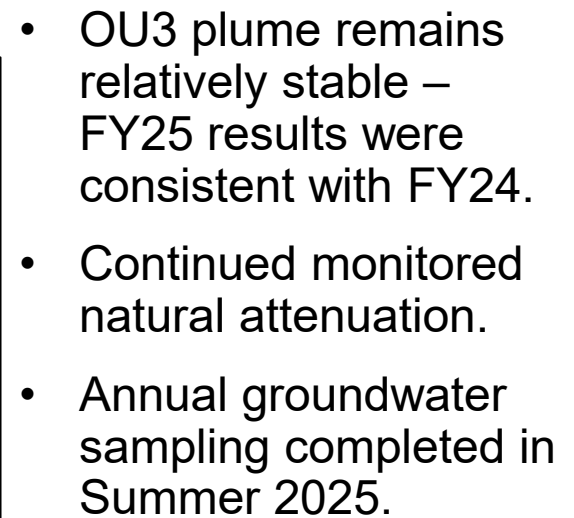 • OU3 plume remains
relatively stable –
FY25 results were
consistent with FY24.
• Continued monitored
natural attenuation.
• Annual groundwater
sampling completed in
Summer 2025.